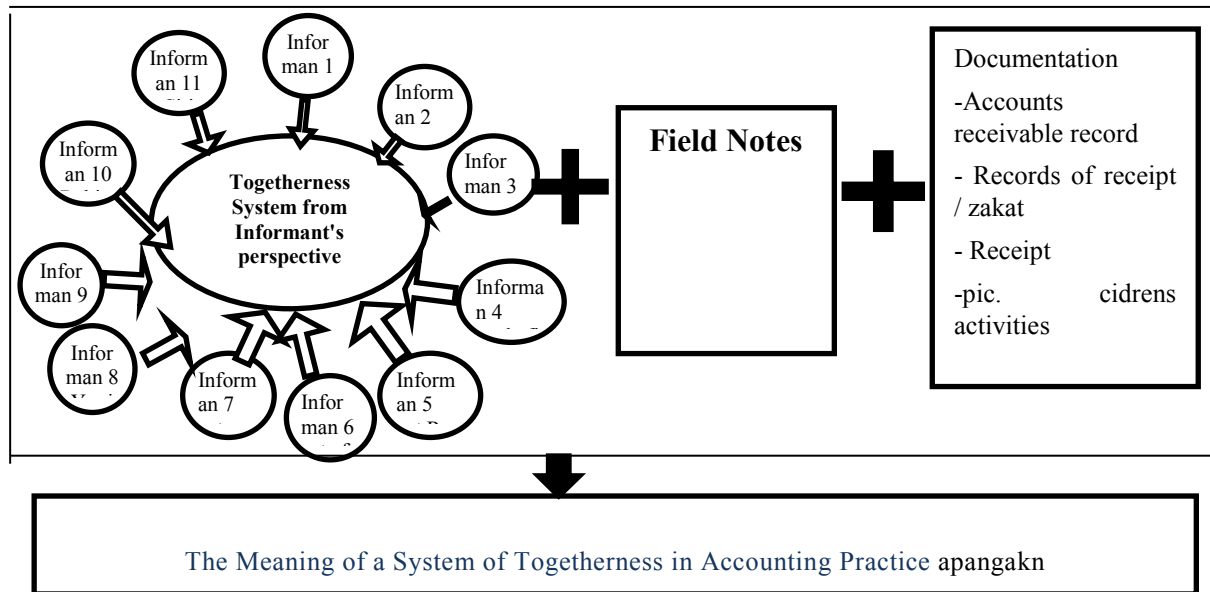 Infor
man 1
Inform
an 11
Inform
an 2
Inform
an 10
Infor
man 3
Togetherness
System from
Informant's
perspective
Infor
man 9
Informa
n 4
Infor
man 8
Inform
an 7
Infor
man 6
Inform
an 5
Field Notes
Documentation
-Accounts
receivable record
- Records of receipt
/ zakat
- Receipt
-pic. cidrens
activities
The Meaning of a System of Togetherness in Accounting Practice apangakn